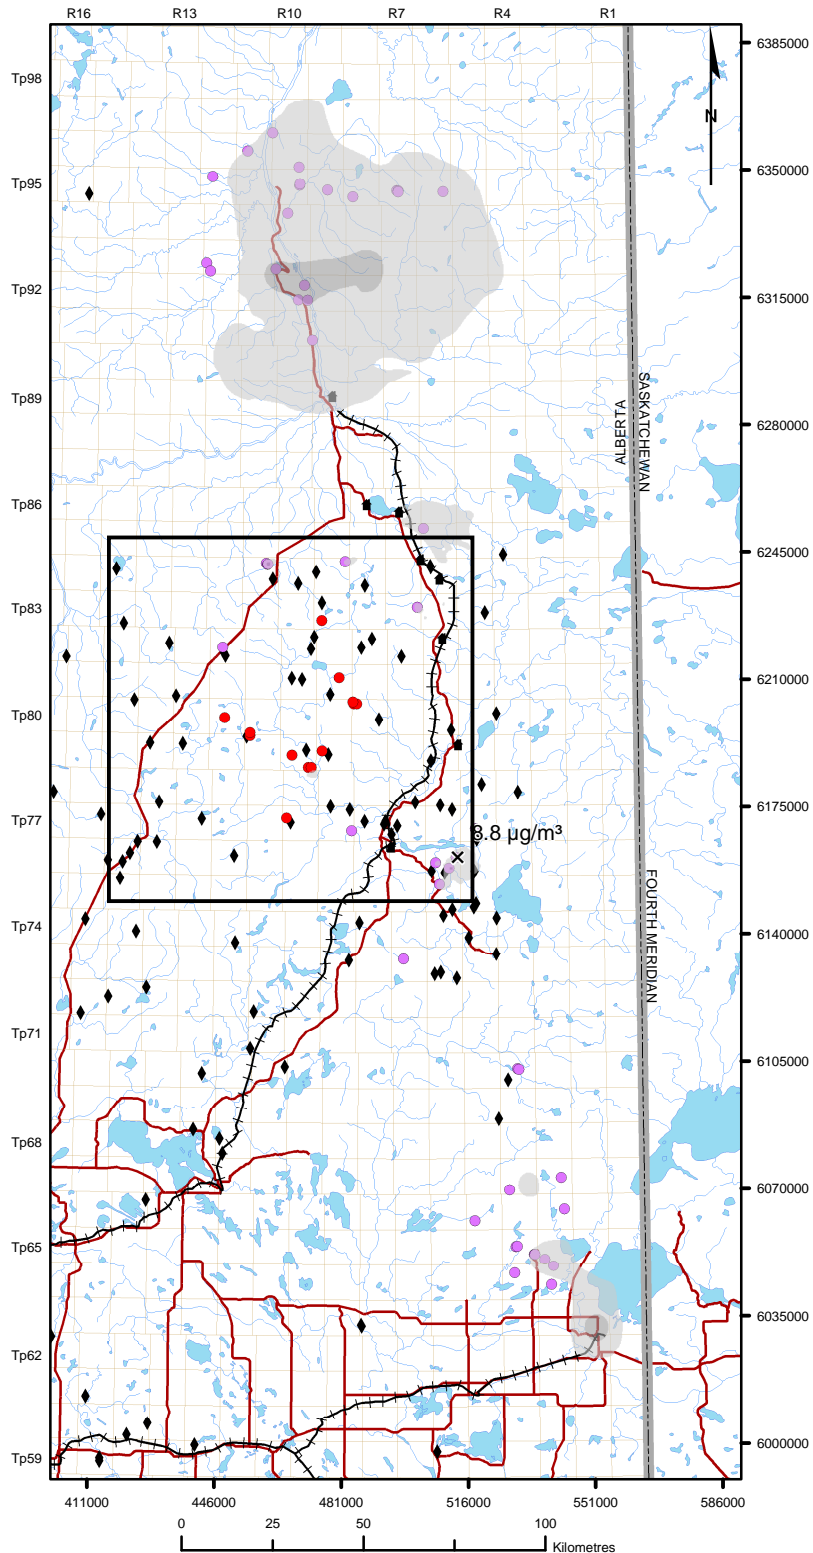 R16 R13 R10 R7 R4 R1
6385000
Tp98
N
6350000
Tp95
6315000
Tp92
Tp89
SASKATCHEWAN
ALBERTA
6280000
Tp86
6245000
Tp83
6210000
Tp80
6175000
Tp77
8.8 µg/m³
FOURTH MERIDIAN
Tp74
6140000
Tp71
6105000
Tp68
6070000
Tp65
6035000
Tp62
6000000
Tp59
411000 446000 481000 516000 551000 586000
0 25 50 100
Kilometres